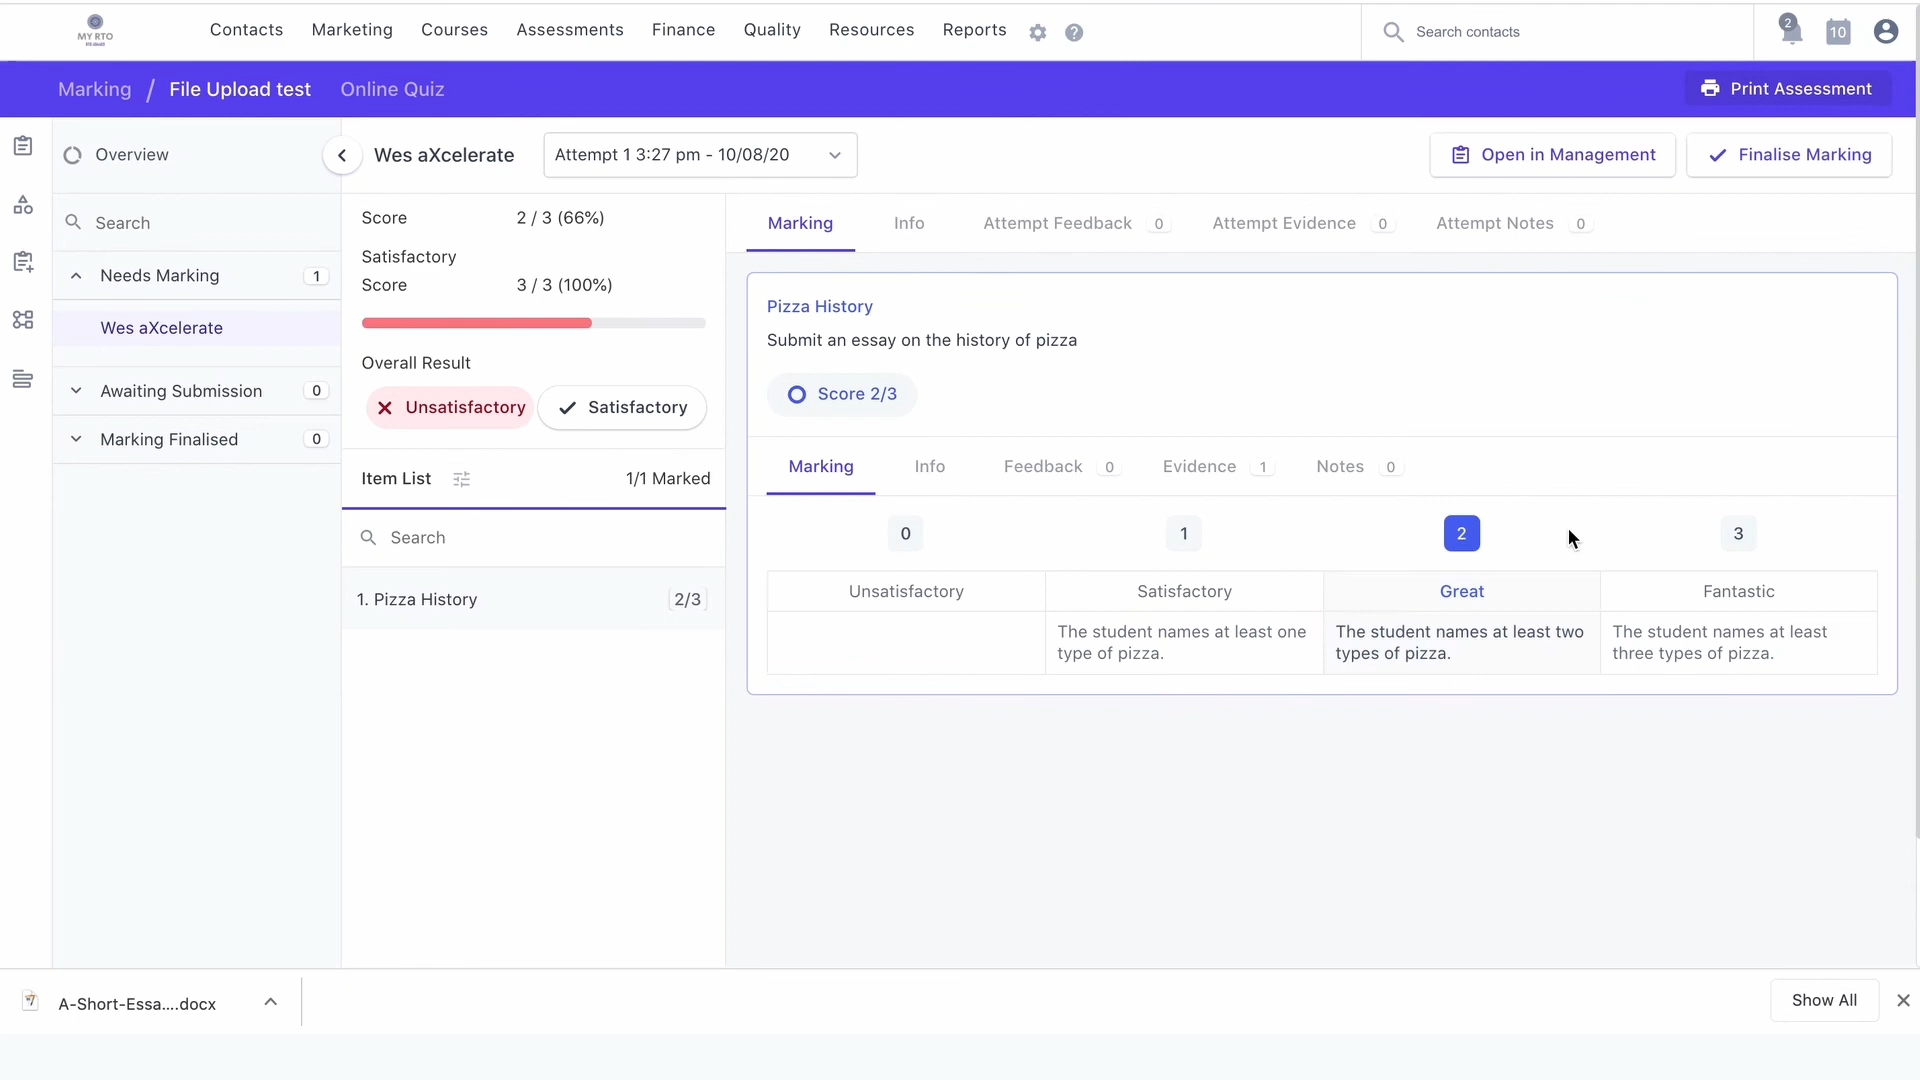 MY RTO
Contacts
Marketing
Courses
Assessments
Finance
Quality
Resources
Reports
Search contacts
2
10
Marking / File Upload test
Online Quiz
Print Assessment
Overview
Wes aXcelerate
Attempt 1 3:27 pm - 10/08/20
Open in Management
Finalise Marking
Search
Needs Marking 1
Wes aXcelerate
Awaiting Submission 0
Marking Finalised 0
Score 2 / 3 (66%)
Satisfactory
Score 3 / 3 (100%)
Overall Result
Unsatisfactory
Satisfactory
Item List
1/1 Marked
Search
1. Pizza History 2/3
Marking
Info
Attempt Feedback 0
Attempt Evidence 0
Attempt Notes 0
Pizza History
Submit an essay on the history of pizza
Score 2/3
Marking
Info
Feedback 0
Evidence 1
Notes 0
0
1
2
3
Unsatisfactory
Satisfactory
Great
Fantastic
The student names at least one
type of pizza.
The student names at least two
types of pizza.
The student names at least
three types of pizza.
A-Short-Essa....docx
Show All